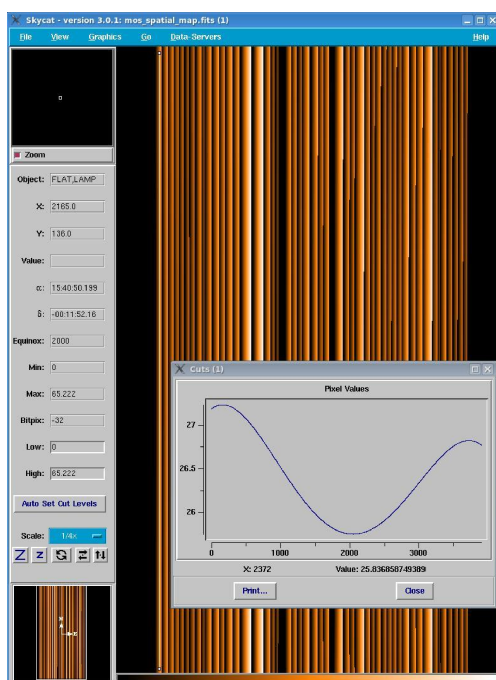 Skycat - version 3.0.1: mos_spatial_map.fits (1)
File View Graphics Go Data-Servers Help
Zoom
Object: FLAT,LAMP
X: 2165.0
Y: 136.0
Value:
α: 15:40:50.199
δ: -00:11:52.16
Equinox: 2000
Min: 0
Max: 65.222
Bitpix: -32
Low: 0
High: 65.222
Auto Set Cut Levels
Scale: 1/4x
Z z
Cuts (1)
Pixel Values
27
26.5
26
0 1000 2000 3000
X: 2372 Value: 25.836858749389
Print... Close